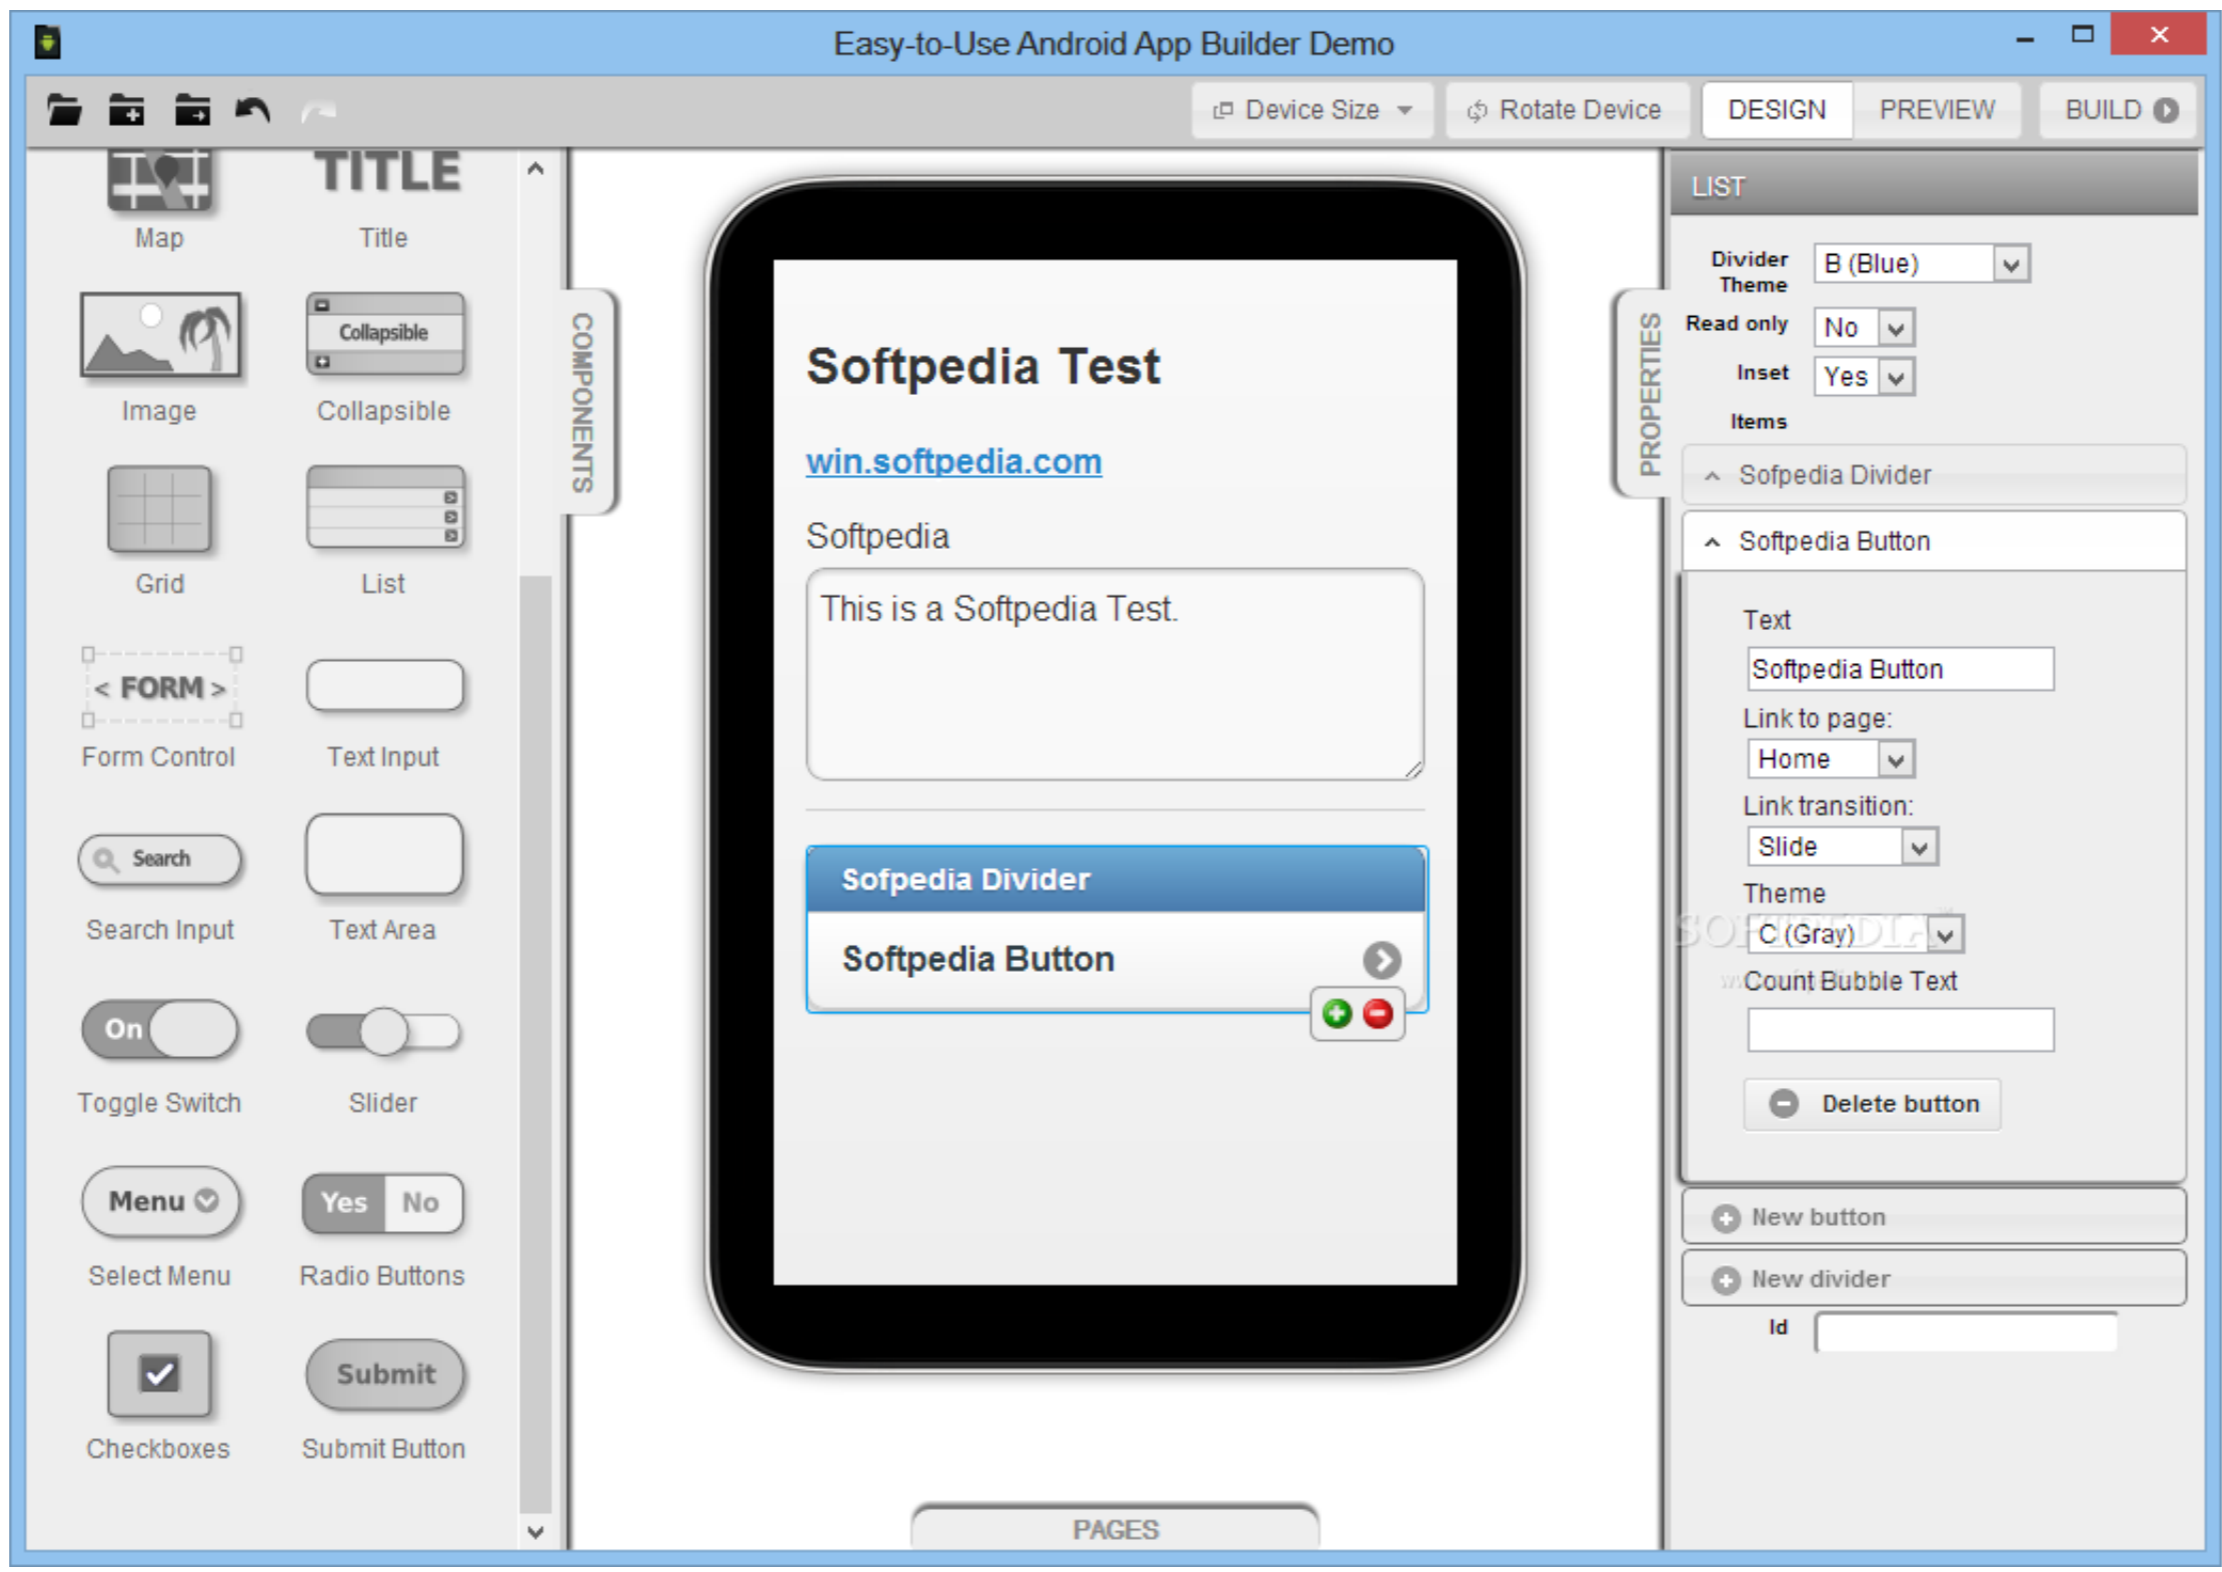 Easy-to-Use Android App Builder Demo
Device Size
Rotate Device
DESIGN
PREVIEW
BUILD
TITLE
Map
Title
Collapsible
Image
Collapsible
Grid
List
< FORM >
Form Control
Text Input
Search
Search Input
Text Area
On
Toggle Switch
Slider
Menu
Yes No
Select Menu
Radio Buttons
Submit
Checkboxes
Submit Button
COMPONENTS
Softpedia Test
win.softpedia.com
Softpedia
This is a Softpedia Test.
Sofpedia Divider
Softpedia Button
PAGES
PROPERTIES
LIST
Divider
Theme
B (Blue)
Read only
No
Inset
Yes
Items
Sofpedia Divider
Softpedia Button
Text
Softpedia Button
Link to page:
Home
Link transition:
Slide
Theme
SOFTPEDIA
C (Gray)
Count Bubble Text
Delete button
New button
New divider
Id